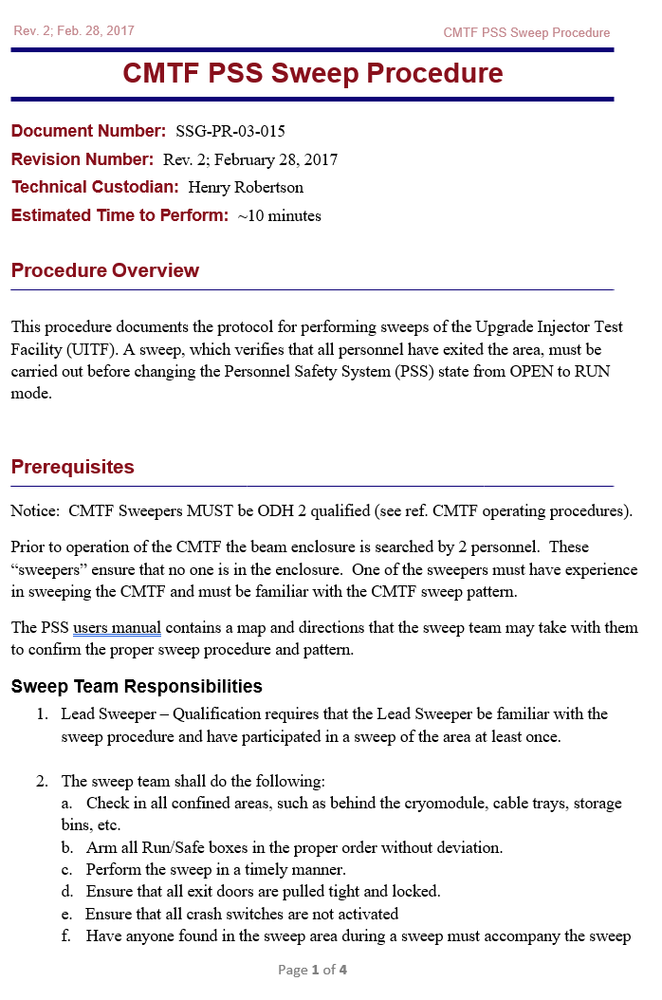 Rev. 2; Feb. 28, 2017
CMTF PSS Sweep Procedure
CMTF PSS Sweep Procedure
Document Number: SSG-PR-03-015
Revision Number: Rev. 2; February 28, 2017
Technical Custodian: Henry Robertson
Estimated Time to Perform: ~10 minutes
Procedure Overview
This procedure documents the protocol for performing sweeps of the Upgrade Injector Test
Facility (UITF). A sweep, which verifies that all personnel have exited the area, must be
carried out before changing the Personnel Safety System (PSS) state from OPEN to RUN
mode.
Prerequisites
Notice: CMTF Sweepers MUST be ODH 2 qualified (see ref. CMTF operating procedures).
Prior to operation of the CMTF the beam enclosure is searched by 2 personnel. These
“sweepers” ensure that no one is in the enclosure. One of the sweepers must have experience
in sweeping the CMTF and must be familiar with the CMTF sweep pattern.
The PSS users manual contains a map and directions that the sweep team may take with them
to confirm the proper sweep procedure and pattern.
Sweep Team Responsibilities
1. Lead Sweeper – Qualification requires that the Lead Sweeper be familiar with the
sweep procedure and have participated in a sweep of the area at least once.
2. The sweep team shall do the following:
a. Check in all confined areas, such as behind the cryomodule, cable trays, storage
bins, etc.
b. Arm all Run/Safe boxes in the proper order without deviation.
c. Perform the sweep in a timely manner.
d. Ensure that all exit doors are pulled tight and locked.
e. Ensure that all crash switches are not activated
f. Have anyone found in the sweep area during a sweep must accompany the sweep
Page 1 of 4